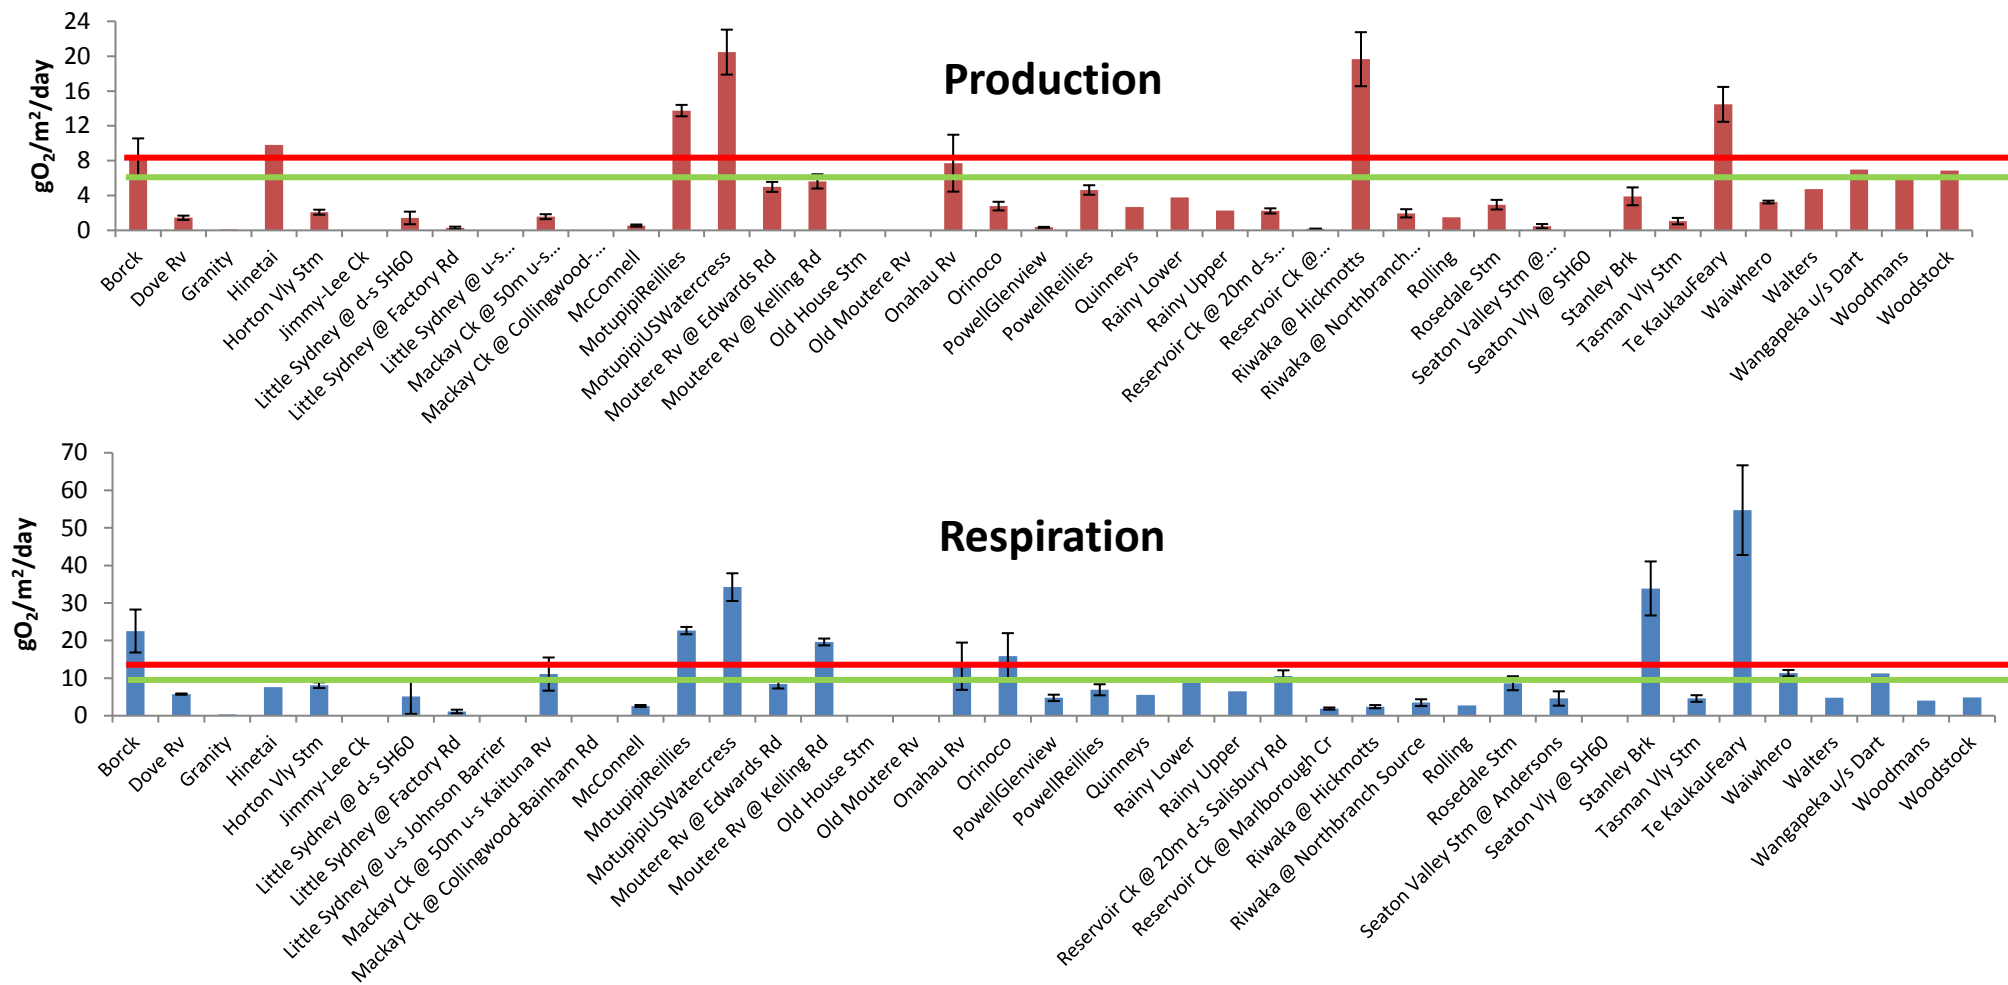 Production
gO₂/m²/day
24
20
16
12
8
4
0
Borck
Dove Rv
Granity
Hinetai
Horton Vly Stm
Jimmy-Lee Ck
Little Sydney @ d-s SH60
Little Sydney @ Factory Rd
Little Sydney @ u-s...
Mackay Ck @ 50m u-s...
Mackay Ck @ Collingwood-...
McConnell
MotupipiReillies
MotupipiUSWatercress
Moutere Rv @ Edwards Rd
Moutere Rv @ Kelling Rd
Old House Stm
Old Moutere Rv
Onahau Rv
Orinoco
PowellGlenview
PowellReillies
Quinneys
Rainy Lower
Rainy Upper
Reservoir Ck @ 20m d-s...
Reservoir Ck @...
Riwaka @ Hickmotts
Riwaka @ Northbranch...
Rolling
Rosedale Stm
Seaton Valley Stm @...
Seaton Vly @ SH60
Stanley Brk
Tasman Vly Stm
Te KaukauFeary
Waiwhero
Walters
Wangapeka u/s Dart
Woodmans
Woodstock
Respiration
gO₂/m²/day
70
60
50
40
30
20
10
0
Borck
Dove Rv
Granity
Hinetai
Horton Vly Stm
Jimmy-Lee Ck
Little Sydney @ d-s SH60
Little Sydney @ Factory Rd
Little Sydney @ u-s Johnson Barrier
Mackay Ck @ 50m u-s Kaituna Rv
Mackay Ck @ Collingwood-Bainham Rd
McConnell
MotupipiReillies
MotupipiUSWatercress
Moutere Rv @ Edwards Rd
Moutere Rv @ Kelling Rd
Old House Stm
Old Moutere Rv
Onahau Rv
Orinoco
PowellGlenview
PowellReillies
Quinneys
Rainy Lower
Rainy Upper
Reservoir Ck @ 20m d-s Salisbury Rd
Reservoir Ck @ Marlborough Cr
Riwaka @ Hickmotts
Riwaka @ Northbranch Source
Rolling
Rosedale Stm
Seaton Valley Stm @ Andersons
Seaton Vly @ SH60
Stanley Brk
Tasman Vly Stm
Te KaukauFeary
Waiwhero
Walters
Wangapeka u/s Dart
Woodmans
Woodstock